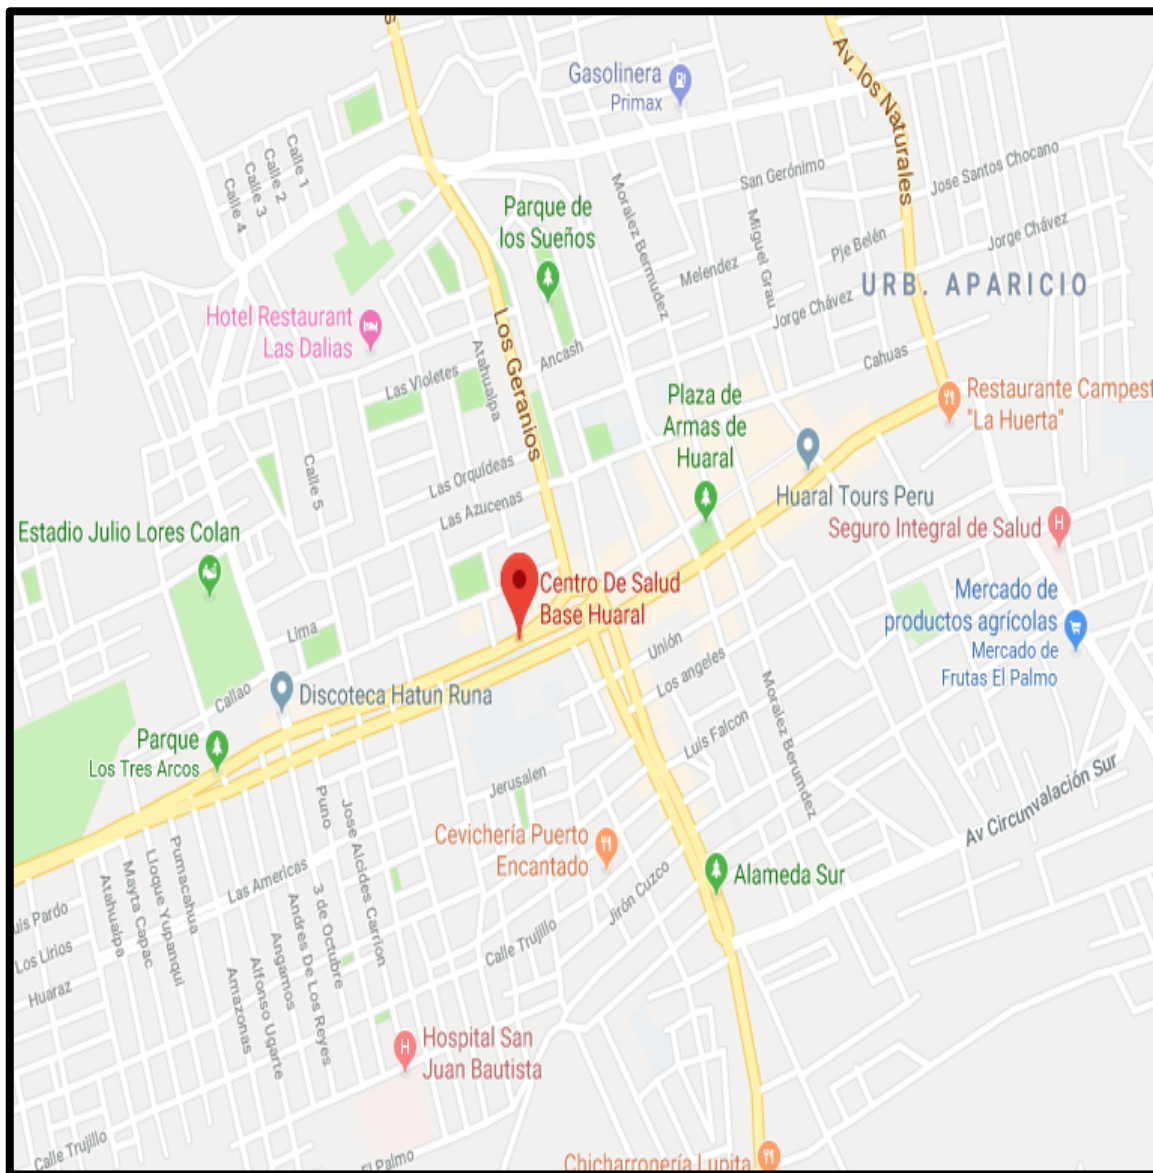 Gasolinera
Primax
Av. los Naturales
Calle 1
Calle 2
Calle 3
Calle 4
San Gerónimo
Jose Santos Chocano
Moralez Bermudez
Miguel Grau
Parque de
los Sueños
Pje Belén
Jorge Chávez
Melendez
URB. APARICIO
Jorge Chávez
Hotel Restaurant
Las Dalias
Los Geranios
Atahualpa
Ancash
Cahuas
Las Violetes
Plaza de
Armas de
Huaral
Restaurante Campest
"La Huerta"
Las Orquídeas
Calle 5
Las Azucenas
Huaral Tours Peru
Seguro Integral de Salud
Estadio Julio Lores Colan
Centro De Salud
Base Huaral
Mercado de
productos agrícolas
Mercado de
Frutas El Palmo
Lima
Unión
Los angeles
Callao
Discoteca Hatun Runa
Moralez Berumdez
Luis Falcon
Parque
Los Tres Arcos
Jerusalen
Puno
Jose Alcides Carrion
Av Circunvalación Sur
Cevichería Puerto
Encantado
Alameda Sur
Pumacahua
Lloque Yupanqui
Mayta Capac
Atahualpa
Las Americas
3 de Octubre
Andres De Los Reyes
Angamos
Alfonso Ugarte
Amazonas
Jirón Cuzco
Calle Trujillo
uis Pardo
Los Lirios
Huaraz
Hospital San
Juan Bautista
Calle Trujillo
El Palmo
Chicharronería Lupita